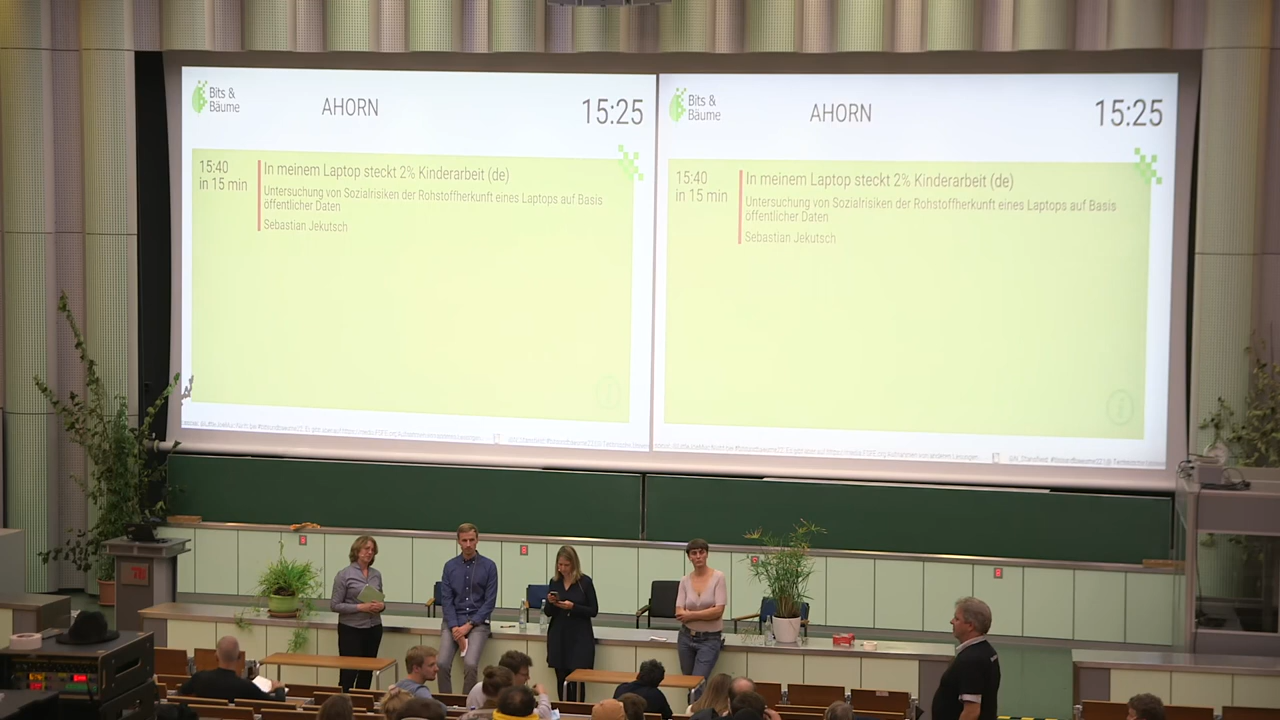 Bits &
Bäume
AHORN
15:25
15:40
in 15 min
In meinem Laptop steckt 2% Kinderarbeit (de)
Untersuchung von Sozialrisiken der Rohstoffherkunft eines Laptops auf Basis
öffentlicher Daten
Sebastian Jekutsch
Bits &
Bäume
AHORN
15:25
15:40
in 15 min
In meinem Laptop steckt 2% Kinderarbeit (de)
Untersuchung von Sozialrisiken der Rohstoffherkunft eines Laptops auf Basis
öffentlicher Daten
Sebastian Jekutsch